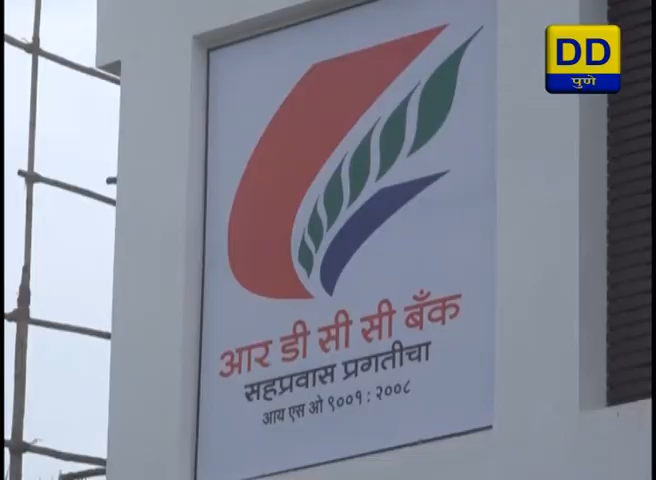 DD
पुणे
आर डी सी सी बँक
सहप्रवास प्रगतीचा
आय एस ओ ९००१ : २००८